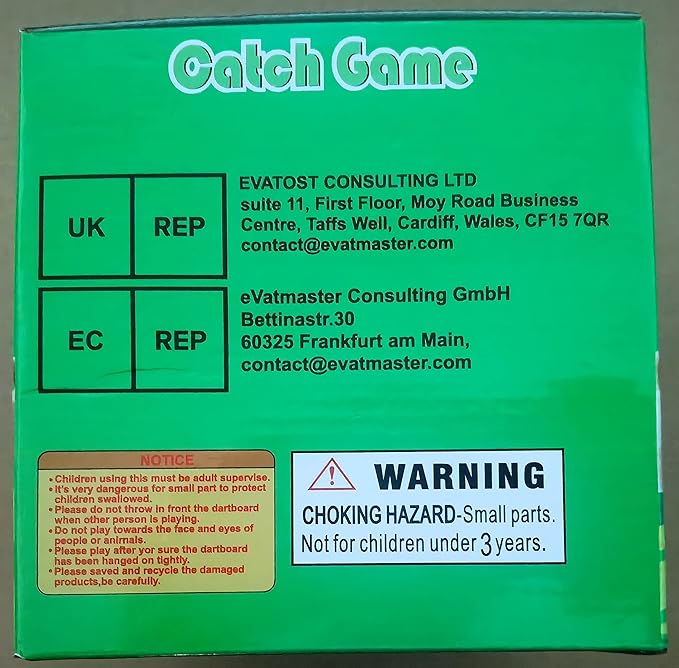 Catch Game
UK REP
EVATOST CONSULTING LTD
suite 11, First Floor, Moy Road Business
Centre, Taffs Well, Cardiff, Wales, CF15 7QR
contact@evatmaster.com
EC REP
eVatmaster Consulting GmbH
Bettinastr.30
60325 Frankfurt am Main,
contact@evatmaster.com
NOTICE
• Children using this must be adult supervise.
• It's very dangerous for small part to protect
children swallowed.
• Please do not throw in front the dartboard
when other person is playing.
• Do not play towards the face and eyes of
people or animals.
• Please play after yor sure the dartboard
has been hanged on tightly.
• Please saved and recycle the damaged
products,be carefully.
WARNING
CHOKING HAZARD-Small parts.
Not for children under 3 years.